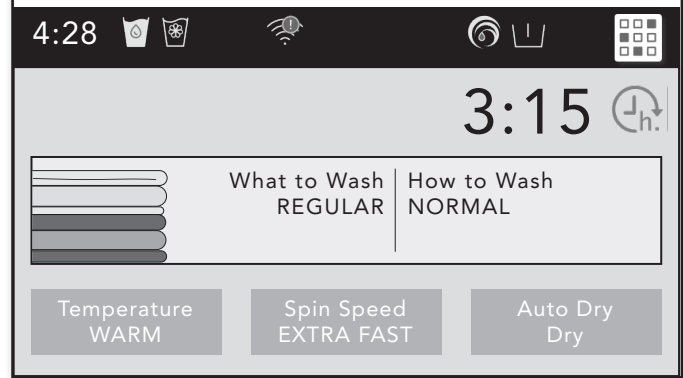 4:28
3:15 h.
What to Wash
REGULAR
How to Wash
NORMAL
Temperature
WARM
Spin Speed
EXTRA FAST
Auto Dry
Dry